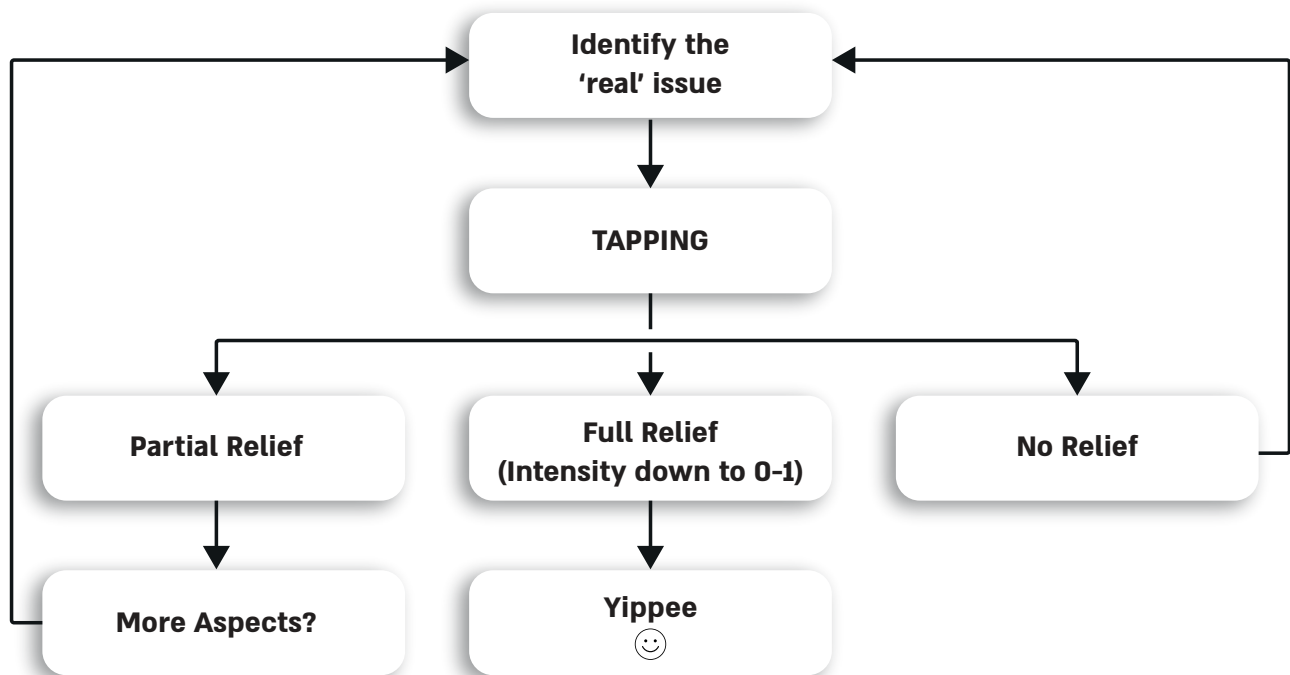 Identify the
‘real’ issue
TAPPING
Partial Relief
Full Relief
(Intensity down to 0-1)
No Relief
More Aspects?
Yippee